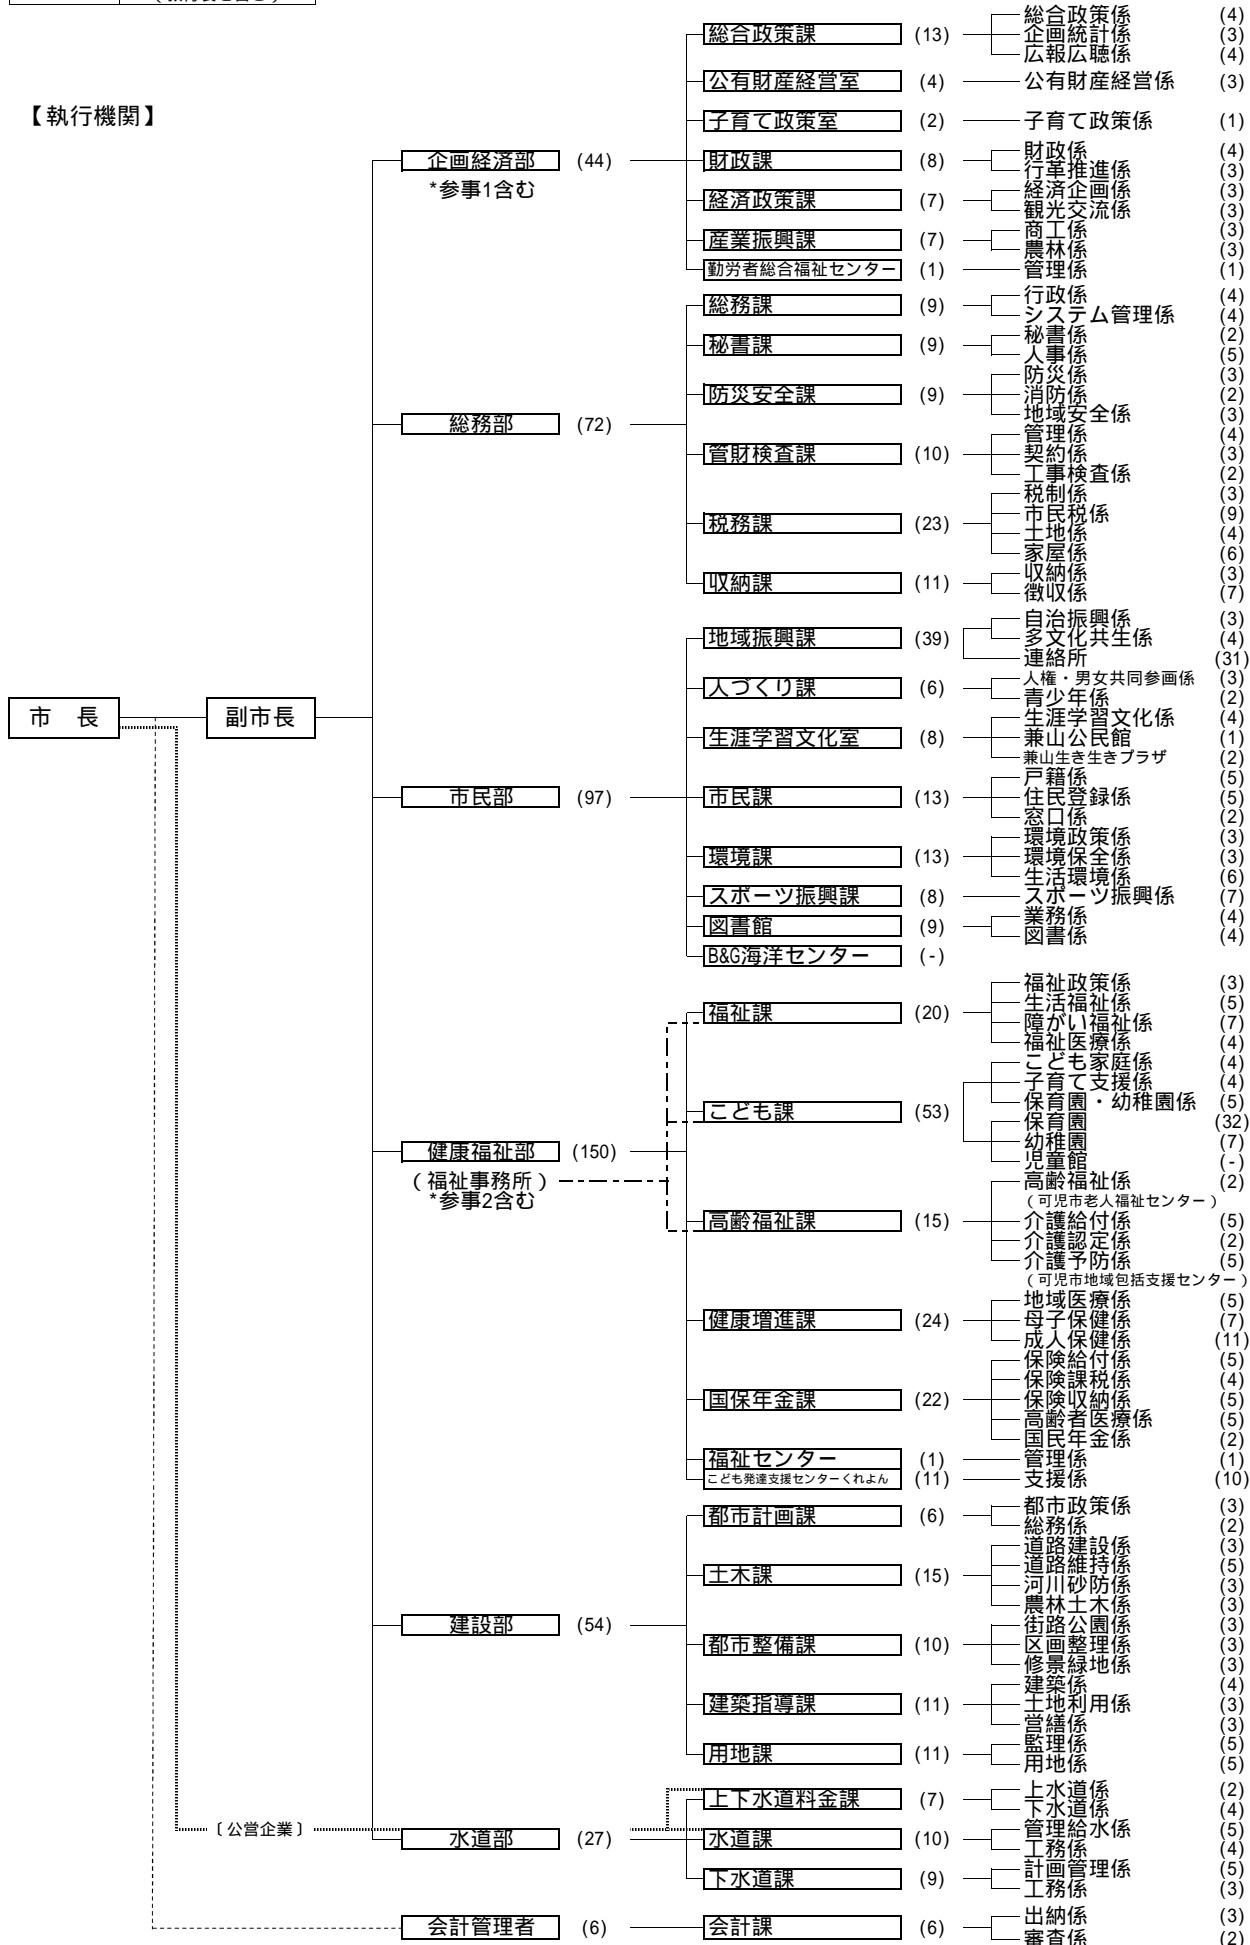 【執行機関】
市　長
副市長
〔公営企業〕
企画経済部 (44)
*参事1含む
総合政策課 (13)
総合政策係 (4)
企画統計係 (3)
広報広聴係 (4)
公有財産経営室 (4)
公有財産経営係 (3)
子育て政策室 (2)
子育て政策係 (1)
財政課 (8)
財政係 (4)
行革推進係 (3)
経済政策課 (7)
経済企画係 (3)
観光交流係 (3)
産業振興課 (7)
商工係 (3)
農林係 (3)
勤労者総合福祉センター (1)
管理係 (1)
総務部 (72)
総務課 (9)
行政係 (4)
システム管理係 (4)
秘書課 (9)
秘書係 (2)
人事係 (5)
防災安全課 (9)
防災係 (3)
消防係 (2)
地域安全係 (3)
管財検査課 (10)
管理係 (4)
契約係 (3)
工事検査係 (2)
税務課 (23)
税制係 (3)
市民税係 (9)
土地係 (4)
家屋係 (6)
収納課 (11)
収納係 (3)
徴収係 (7)
市民部 (97)
地域振興課 (39)
自治振興係 (3)
多文化共生係 (4)
連絡所 (31)
人づくり課 (6)
人権・男女共同参画係 (3)
青少年係 (2)
生涯学習文化室 (8)
生涯学習文化係 (4)
兼山公民館 (1)
兼山生き生きプラザ (2)
市民課 (13)
戸籍係 (5)
住民登録係 (5)
窓口係 (2)
環境課 (13)
環境政策係 (3)
環境保全係 (3)
生活環境係 (6)
スポーツ振興課 (8)
スポーツ振興係 (7)
図書館 (9)
業務係 (4)
図書係 (4)
B&G海洋センター (-)
健康福祉部 (150)
（福祉事務所）
*参事2含む
福祉課 (20)
福祉政策係 (3)
生活福祉係 (5)
障がい福祉係 (7)
福祉医療係 (4)
こども課 (53)
こども家庭係 (4)
子育て支援係 (4)
保育園・幼稚園係 (5)
保育園 (32)
幼稚園 (7)
児童館 (-)
高齢福祉課 (15)
高齢福祉係 (2)
（可児市老人福祉センター）
介護給付係 (5)
介護認定係 (2)
介護予防係 (5)
（可児市地域包括支援センター）
健康増進課 (24)
地域医療係 (5)
母子保健係 (7)
成人保健係 (11)
国保年金課 (22)
保険給付係 (5)
保険課税係 (4)
保険収納係 (5)
高齢者医療係 (5)
国民年金係 (2)
福祉センター (1)
管理係 (1)
こども発達支援センターくれよん (11)
支援係 (10)
建設部 (54)
都市計画課 (6)
都市政策係 (3)
総務係 (2)
土木課 (15)
道路建設係 (3)
道路維持係 (5)
河川砂防係 (3)
農林土木係 (3)
都市整備課 (10)
街路公園係 (3)
区画整理係 (3)
修景緑地係 (3)
建築指導課 (11)
建築係 (4)
土地利用係 (3)
営繕係 (3)
用地課 (11)
監理係 (5)
用地係 (5)
水道部 (27)
上下水道料金課 (7)
上水道係 (2)
下水道係 (4)
水道課 (10)
管理給水係 (5)
工務係 (4)
下水道課 (9)
計画管理係 (5)
工務係 (3)
会計管理者 (6)
会計課 (6)
出納係 (3)
審査係 (2)